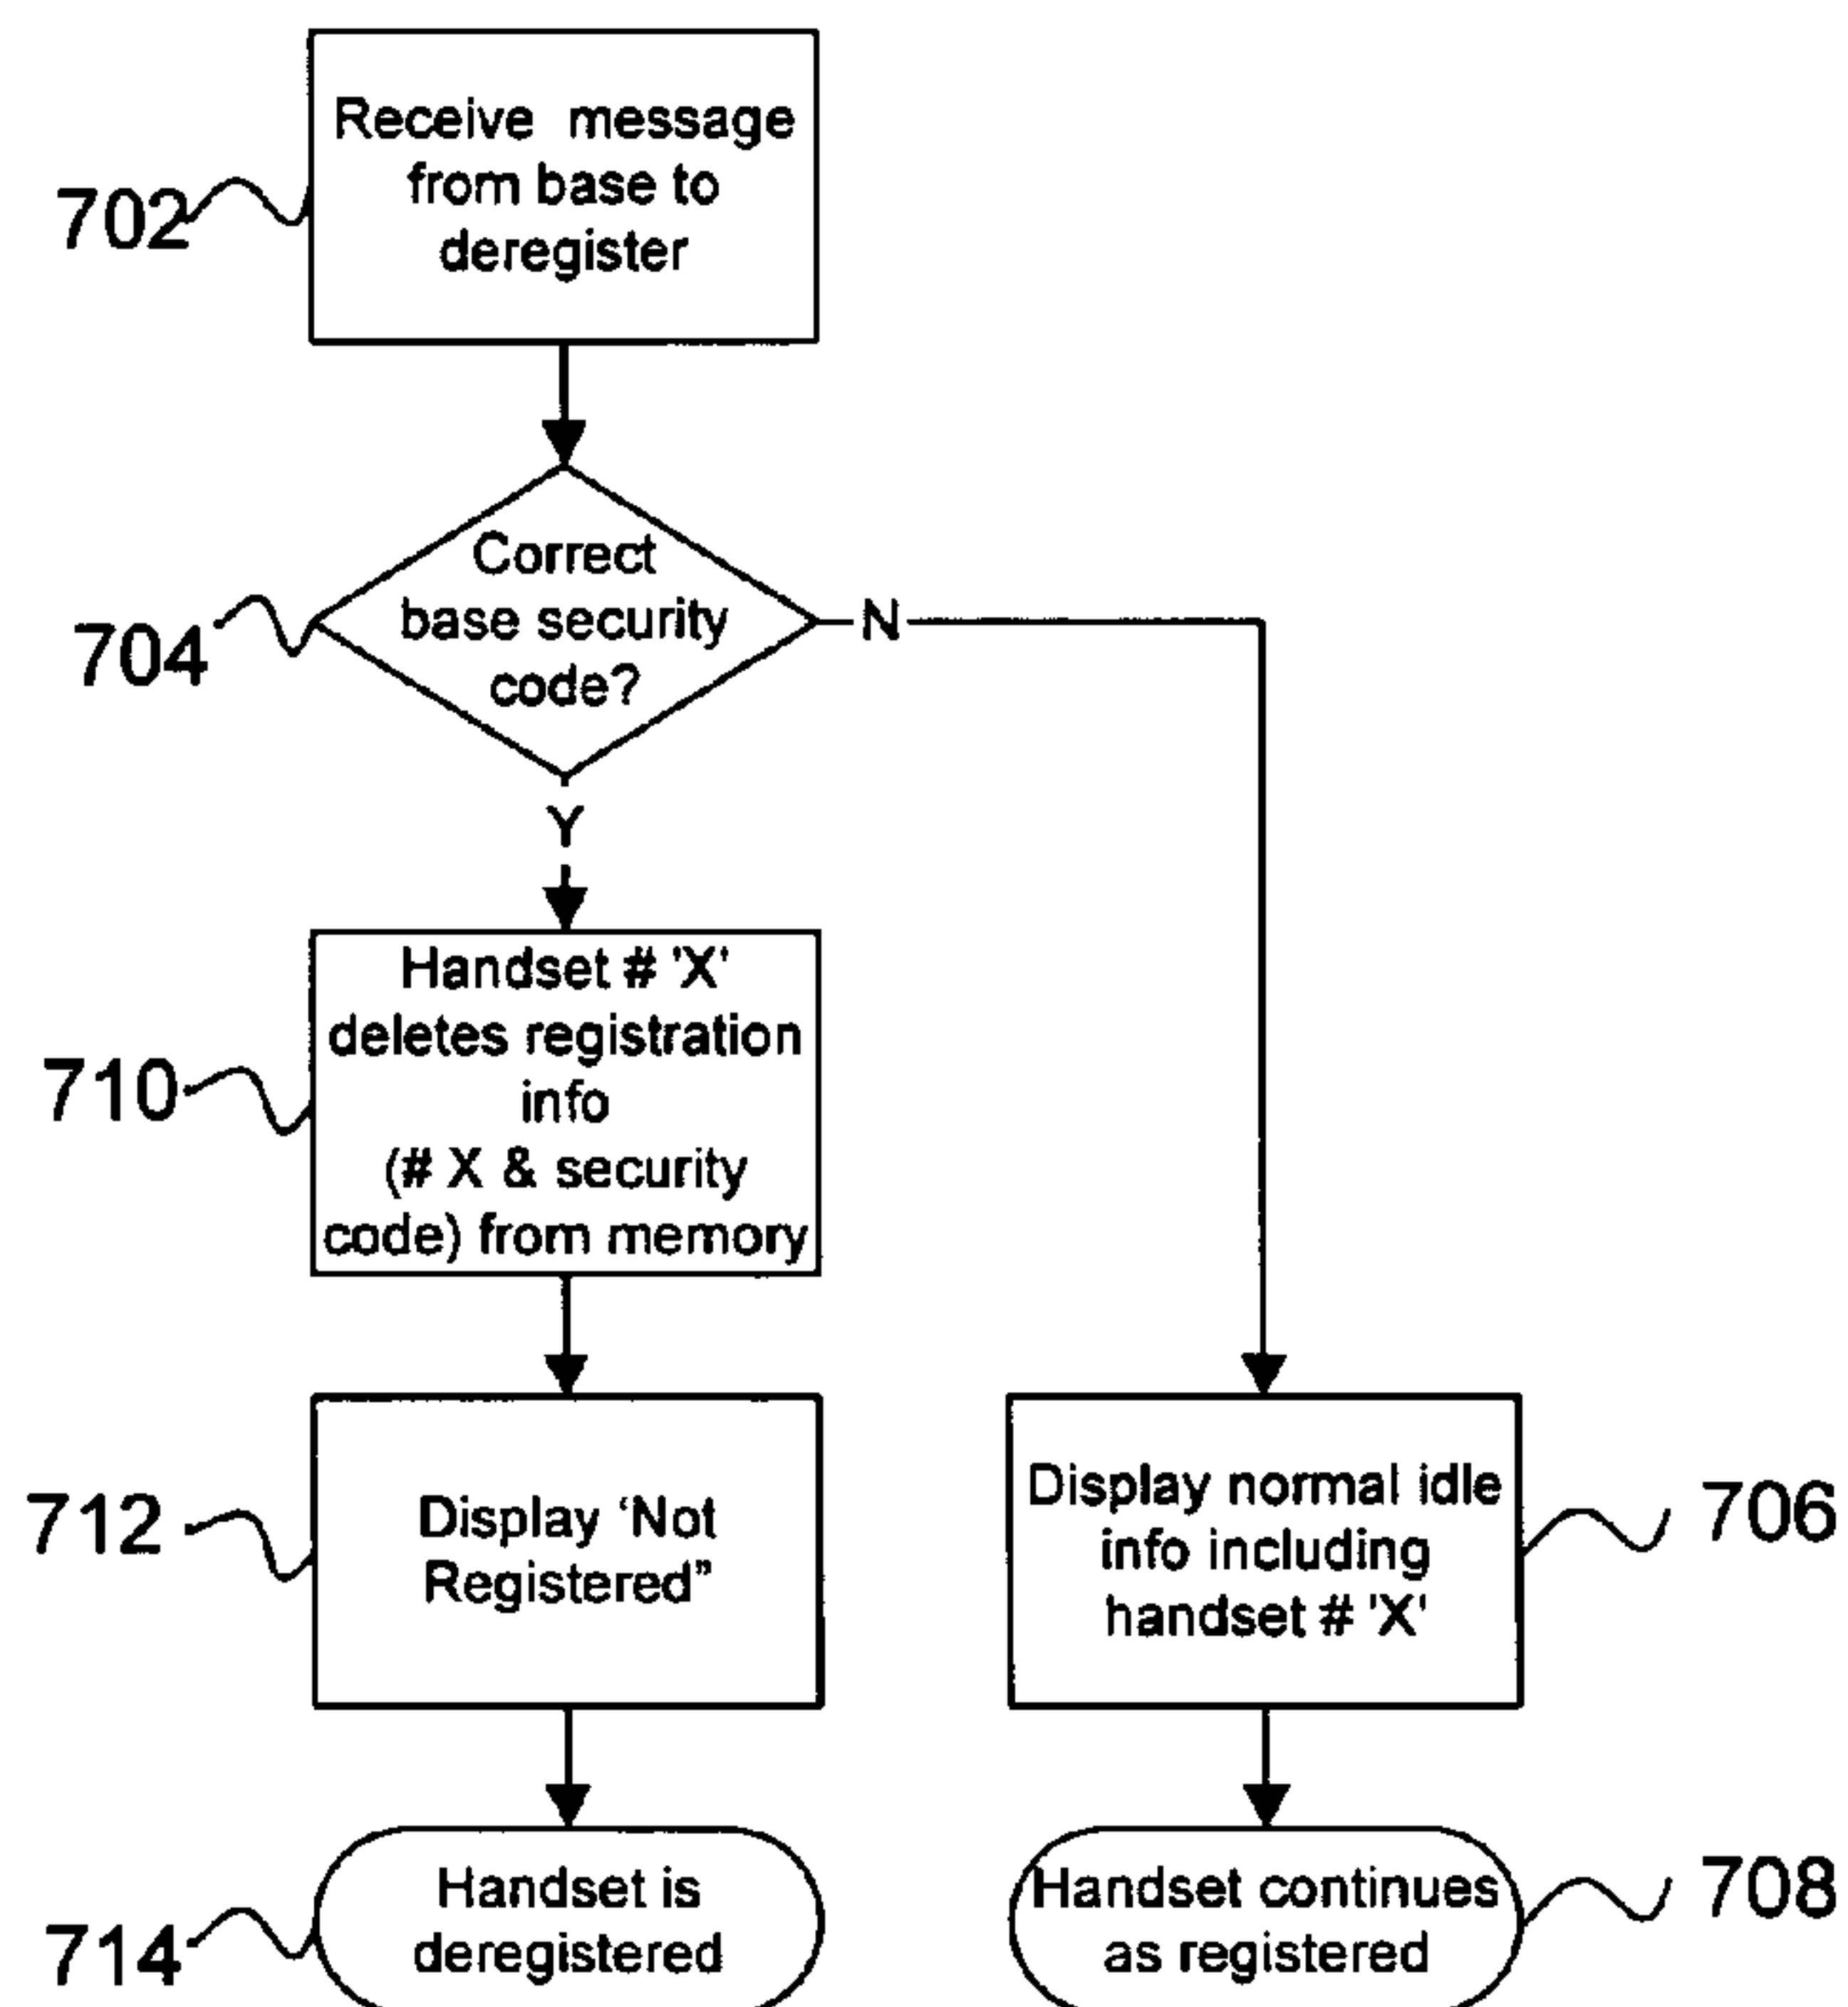 Receive message
from base to
deregister
702
Correct
base security
code?
704
N
Y
Handset # 'X'
deletes registration
info
(# X & security
code) from memory
710
Display ‘Not
Registered”
712
Display normal idle
info including
handset # 'X'
706
Handset is
deregistered
714
Handset continues
as registered
708